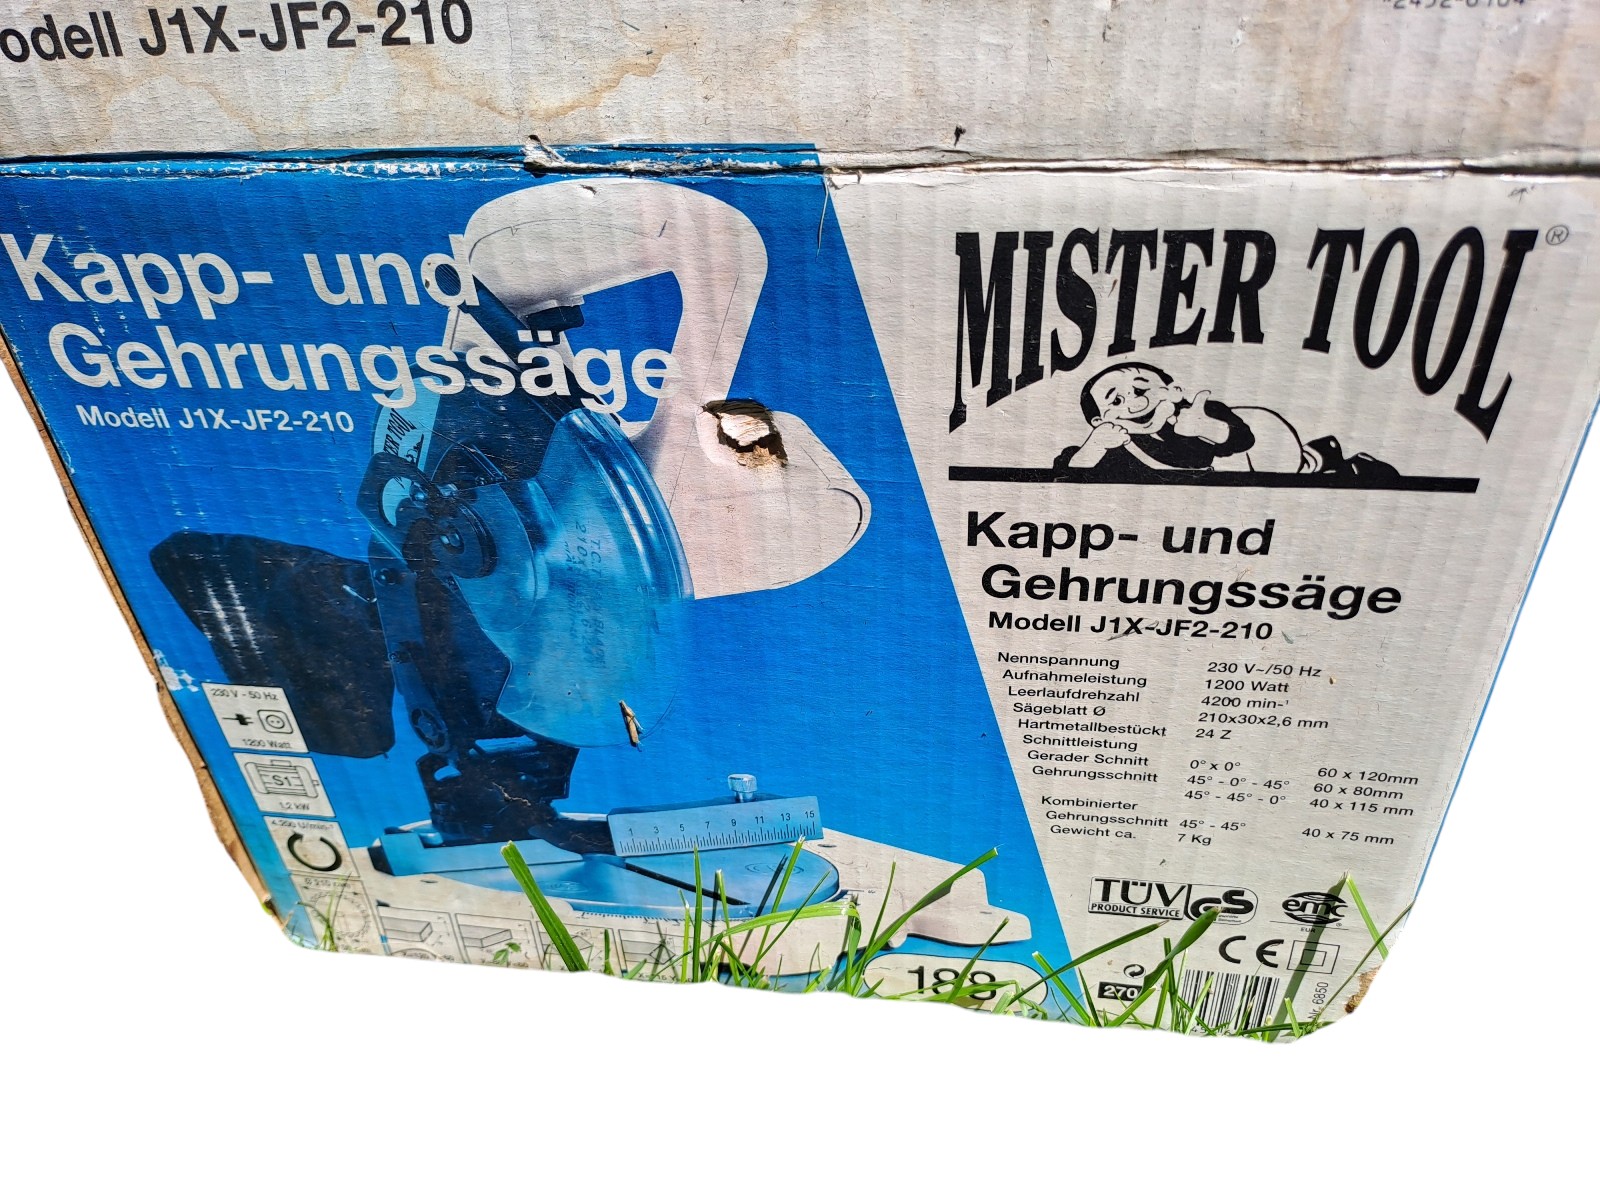 odell J1X-JF2-210
Kapp- und
Gehrungssäge
Modell J1X-JF2-210
230 V - 50 Hz
1200 Watt
S1
1,2 kW
1 3 5 7 9 11 13 15
MISTER TOOL ®
Kapp- und
Gehrungssäge
Modell J1X-JF2-210
Nennspannung 230 V~/50 Hz
Aufnahmeleistung 1200 Watt
Leerlaufdrehzahl 4200 min-¹
Sägeblatt Ø 210x30x2,6 mm
Hartmetallbestückt 24 Z
Schnittleistung
Gerader Schnitt 0° x 0° 60 x 120mm
Gehrungsschnitt 45° - 0° - 45° 60 x 80mm
45° - 45° - 0° 40 x 115 mm
Kombinierter
Gehrungsschnitt 45° - 45° 40 x 75 mm
Gewicht ca. 7 Kg
TÜV GS
PRODUCT SERVICE
emc
CE
188
270
6850